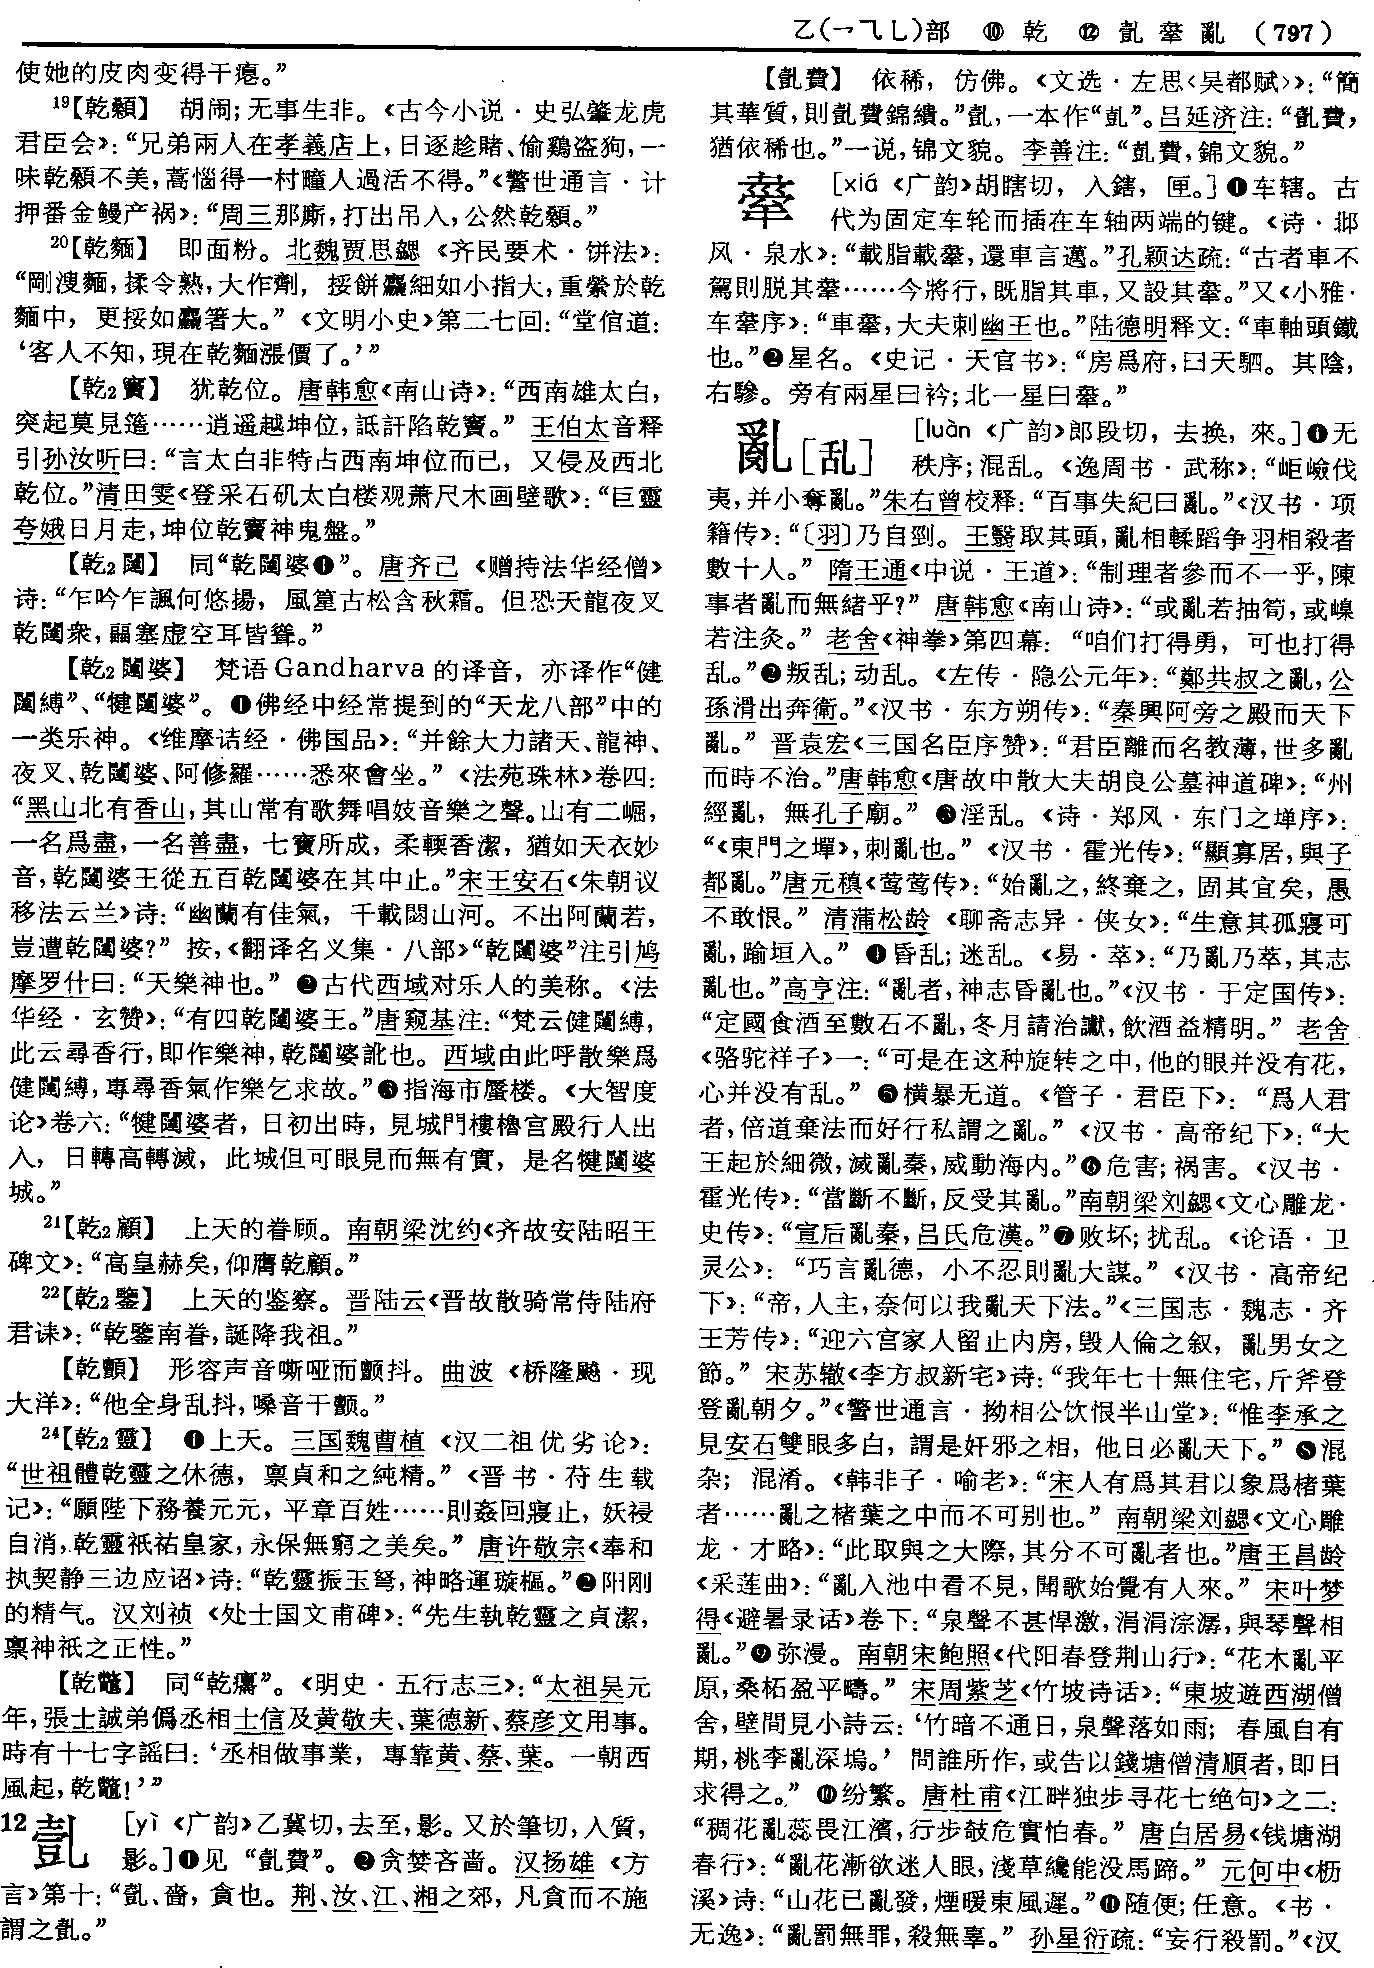 乙(㇀⺄乚)部 ⑩ 乾 ⑫ 亄 舝 亂 (797)
使她的皮肉变得干瘪。”
¹⁹【乾纇】 胡闹；无事生非。《古今小说·史弘肇龙虎
君臣会》：“兄弟兩人在孝義店上，日逐趁賭、偷鷄盗狗，一
味乾纇不美，蒿惱得一村疃人過活不得。”《警世通言·计
押番金鳗产祸》：“周三那厮，打出吊入，公然乾纇。”
²⁰【乾麵】 即面粉。北魏贾思勰《齐民要术·饼法》：
“剛溲麵，揉令熟，大作劑，挼餅麤細如小指大，重縈於乾
麵中，更挼如麤箸大。”《文明小史》第二七回：“堂倌道：
‘客人不知，現在乾麵漲價了。’”
【乾₂竇】 犹乾位。唐韩愈《南山诗》：“西南雄太白，
突起莫見簉……逍遥越坤位，詆訐陷乾竇。”王伯大音释
引孙汝听曰：“言太白非特占西南坤位而已，又侵及西北
乾位。”清田雯《登采石矶太白楼观萧尺木画壁歌》：“巨靈
夸娥日月走，坤位乾竇神鬼盤。”
【乾₂闥】 同“乾闥婆❶”。唐齐己《赠持法华经僧》
诗：“乍吟乍諷何悠揚，風篁古松含秋霜。但恐天龍夜叉
乾闥衆，畐塞虚空耳皆聳。”
【乾₂闥婆】 梵语Gandharva的译音，亦译作“健
闥縛”、“犍闥婆”。❶佛经中经常提到的“天龙八部”中的
一类乐神。《维摩诘经·佛国品》：“并餘大力諸天、龍神、
夜叉、乾闥婆、阿修羅……悉來會坐。”《法苑珠林》卷四：
“黑山北有香山，其山常有歌舞唱妓音樂之聲。山有二崛，
一名爲盡，一名善盡，七寶所成，柔輭香潔，猶如天衣妙
音，乾闥婆王從五百乾闥婆在其中止。”宋王安石《朱朝议
移法云兰》诗：“幽蘭有佳氣，千載閟山河。不出阿蘭若，
豈遭乾闥婆？”按，《翻译名义集·八部》“乾闥婆”注引鸠
摩罗什曰：“天樂神也。”❷古代西域对乐人的美称。《法
华经·玄赞》：“有四乾闥婆王。”唐窥基注：“梵云健闥縛，
此云尋香行，即作樂神，乾闥婆訛也。西域由此呼散樂爲
健闥縛，專尋香氣作樂乞求故。”❸指海市蜃楼。《大智度
论》卷六：“犍闥婆者，日初出時，見城門樓櫓宫殿行人出
入，日轉高轉滅，此城但可眼見而無有實，是名犍闥婆
城。”
²¹【乾₂顧】 上天的眷顾。南朝梁沈约《齐故安陆昭王
碑文》：“高皇赫矣，仰膺乾顧。”
²²【乾₂鑒】 上天的鉴察。晋陆云《晋故散骑常侍陆府
君诔》：“乾鑒南眷，誕降我祖。”
【乾顫】 形容声音嘶哑而颤抖。曲波《桥隆飙·现
大洋》：“他全身乱抖，嗓音干颤。”
²⁴【乾₂靈】 ❶上天。三国魏曹植《汉二祖优劣论》：
“世祖體乾靈之休德，禀貞和之純精。”《晋书·苻生载
记》：“願陛下務養元元，平章百姓……則姦回寢止，妖祲
自消，乾靈祇祐皇家，永保無窮之美矣。”唐许敬宗《奉和
执契静三边应诏》诗：“乾靈振玉弩，神略運璇樞。”❷阳刚
的精气。汉刘祯《处士国文甫碑》：“先生執乾靈之貞潔，
禀神祇之正性。”
【乾鼈】 同“乾癟”。《明史·五行志三》：“太祖吴元
年，張士誠弟僞丞相士信及黄敬夫、葉德新、蔡彦文用事。
時有十七字謡曰：‘丞相做事業，專靠黄、蔡、葉。一朝西
風起，乾鼈！’”
12 亄 [yì《广韵》乙冀切，去至，影。又於筆切，入質，
影。]❶见“亄費”。❷贪婪吝啬。汉扬雄《方
言》第十：“亄、嗇，貪也。荆、汝、江、湘之郊，凡貪而不施
謂之亄。”
【亄費】 依稀，仿佛。《文选·左思〈吴都赋〉》：“簡
其華質，則亄費錦繢。”亄，一本作“亄”。吕延济注：“亄費，
猶依稀也。”一说，锦文貌。李善注：“亄費，錦文貌。”
舝 [xiá《广韵》胡瞎切，入鎋，匣。]❶车辖。古
代为固定车轮而插在车轴两端的键。《诗·邶
风·泉水》：“載脂載舝，還車言邁。”孔颖达疏：“古者車不
駕則脱其舝……今將行，既脂其車，又設其舝。”又《小雅·
车舝序》：“車舝，大夫刺幽王也。”陆德明释文：“車軸頭鐵
也。”❷星名。《史记·天官书》：“房爲府，曰天駟。其陰，
右驂。旁有兩星曰衿；北一星曰舝。”
亂[乱] [luàn《广韵》郎段切，去换，來。]❶无
秩序；混乱。《逸周书·武称》：“岠嶮伐
夷，并小奪亂。”朱右曾校释：“百事失紀曰亂。”《汉书·项
籍传》：“〔羽〕乃自剄。王翳取其頭，亂相輮蹈争羽相殺者
數十人。”隋王通《中说·王道》：“制理者參而不一乎，陳
事者亂而無緒乎？”唐韩愈《南山诗》：“或亂若抽筍，或嵲
若注灸。”老舍《神拳》第四幕：“咱们打得勇，可也打得
乱。”❷叛乱；动乱。《左传·隐公元年》：“鄭共叔之亂，公
孫滑出奔衛。”《汉书·东方朔传》：“秦興阿旁之殿而天下
亂。”晋袁宏《三国名臣序赞》：“君臣離而名教薄，世多亂
而時不治。”唐韩愈《唐故中散大夫胡良公墓神道碑》：“州
經亂，無孔子廟。”❸淫乱。《诗·郑风·东门之墠序》：
“《東門之墠》，刺亂也。”《汉书·霍光传》：“顯寡居，與子
都亂。”唐元稹《莺莺传》：“始亂之，終棄之，固其宜矣，愚
不敢恨。”清蒲松龄《聊斋志异·侠女》：“生意其孤寢可
亂，踰垣入。”❹昏乱；迷乱。《易·萃》：“乃亂乃萃，其志
亂也。”高亨注：“亂者，神志昏亂也。”《汉书·于定国传》：
“定國食酒至數石不亂，冬月請治讞，飲酒益精明。”老舍
《骆驼祥子》一：“可是在这种旋转之中，他的眼并没有花，
心并没有乱。”❺横暴无道。《管子·君臣下》：“爲人君
者，倍道棄法而好行私謂之亂。”《汉书·高帝纪下》：“大
王起於細微，滅亂秦，威動海内。”❻危害；祸害。《汉书·
霍光传》：“當斷不斷，反受其亂。”南朝梁刘勰《文心雕龙·
史传》：“宣后亂秦，吕氏危漢。”❼败坏；扰乱。《论语·卫
灵公》：“巧言亂德，小不忍則亂大謀。”《汉书·高帝纪
下》：“帝，人主，奈何以我亂天下法。”《三国志·魏志·齐
王芳传》：“迎六宫家人留止内房，毁人倫之叙，亂男女之
節。”宋苏辙《李方叔新宅》诗：“我年七十無住宅，斤斧登
登亂朝夕。”《警世通言·拗相公饮恨半山堂》：“惟李承之
見安石雙眼多白，謂是奸邪之相，他日必亂天下。”❽混
杂；混淆。《韩非子·喻老》：“宋人有爲其君以象爲楮葉
者……亂之楮葉之中而不可别也。”南朝梁刘勰《文心雕
龙·才略》：“此取與之大際，其分不可亂者也。”唐王昌龄
《采莲曲》：“亂入池中看不見，聞歌始覺有人來。”宋叶梦
得《避暑录话》卷下：“泉聲不甚悍激，涓涓淙潺，與琴聲相
亂。”❾弥漫。南朝宋鲍照《代阳春登荆山行》：“花木亂平
原，桑柘盈平疇。”宋周紫芝《竹坡诗话》：“東坡遊西湖僧
舍，壁間見小詩云：‘竹暗不通日，泉聲落如雨；春風自有
期，桃李亂深塢。’問誰所作，或告以錢塘僧清順者，即日
求得之。”❿纷繁。唐杜甫《江畔独步寻花七绝句》之二：
“稠花亂蕊畏江濱，行步攲危實怕春。”唐白居易《钱塘湖
春行》：“亂花漸欲迷人眼，淺草纔能没馬蹄。”元何中《枥
溪》诗：“山花已亂發，煙暖東風遲。”⓫随便；任意。《书·
无逸》：“亂罰無罪，殺無辜。”孙星衍疏：“妄行殺罰。”《汉